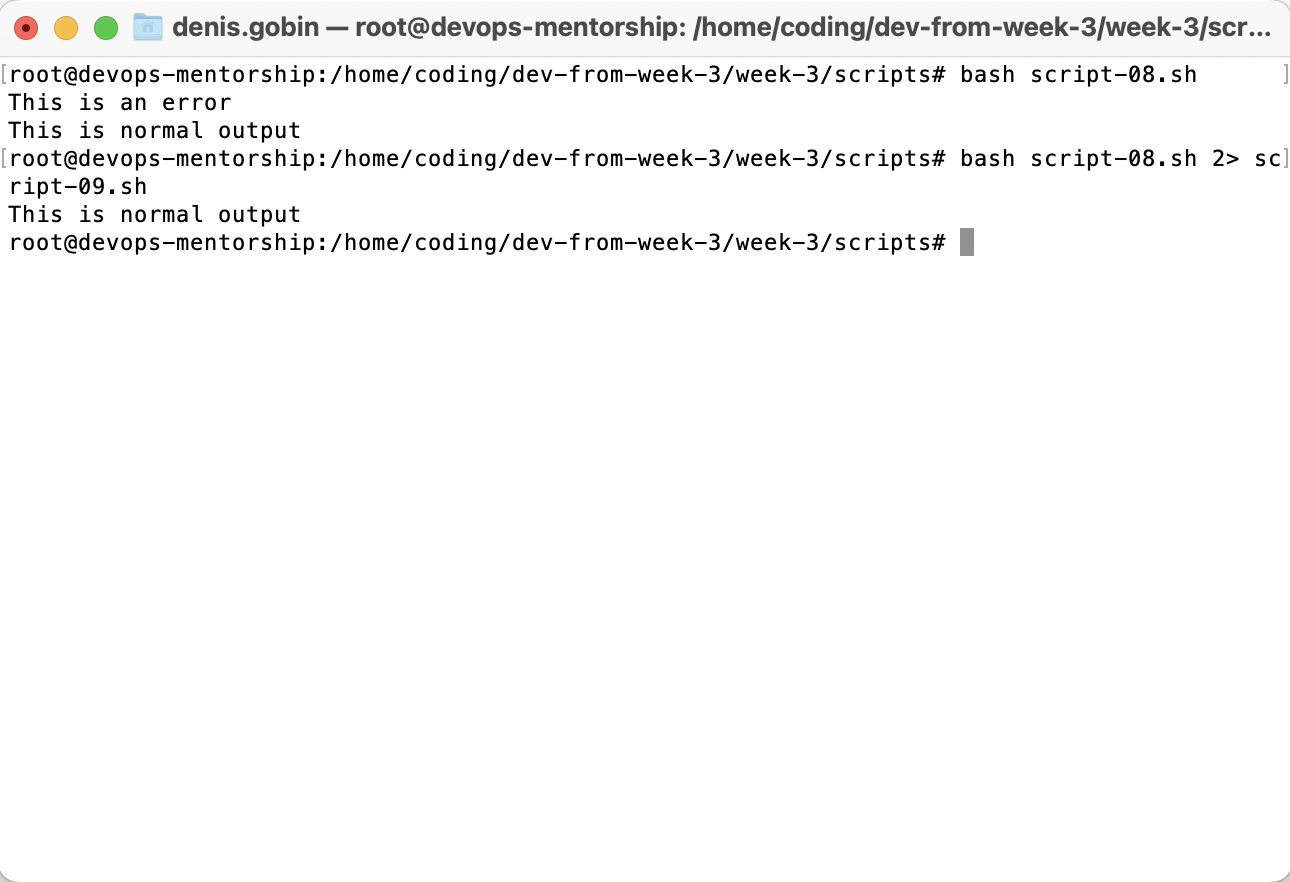 denis.gobin — root@devops-mentorship: /home/coding/dev-from-week-3/week-3/scr...
[root@devops-mentorship:/home/coding/dev-from-week-3/week-3/scripts# bash script-08.sh ]
This is an error
This is normal output
[root@devops-mentorship:/home/coding/dev-from-week-3/week-3/scripts# bash script-08.sh 2> sc]
ript-09.sh
This is normal output
root@devops-mentorship:/home/coding/dev-from-week-3/week-3/scripts#